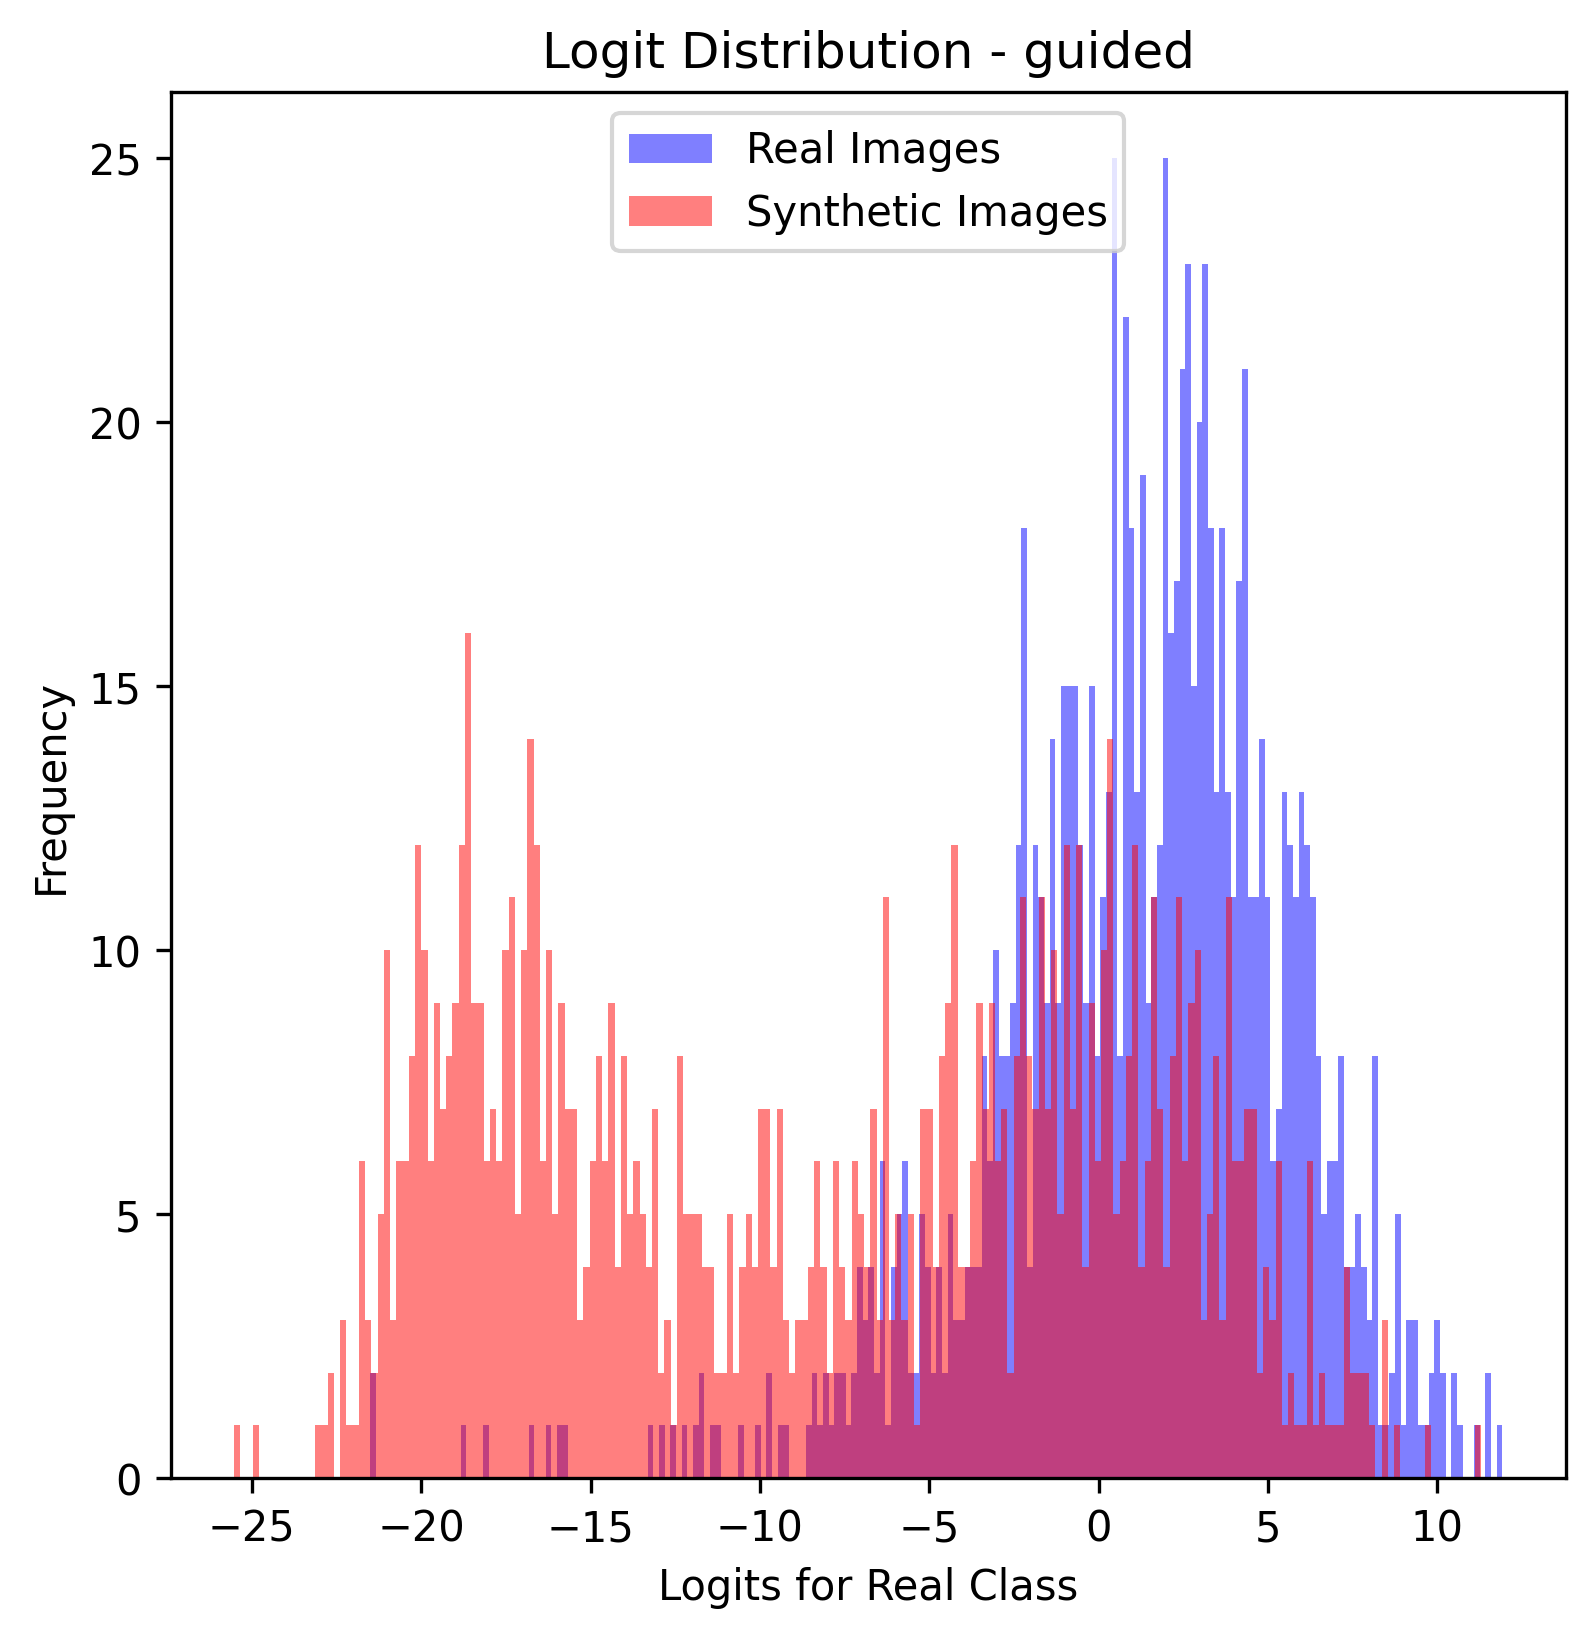 Logit Distribution - guided
Real Images
Synthetic Images
25
20
15
10
5
0
Frequency
−25 −20 −15 −10 −5 0 5 10
Logits for Real Class